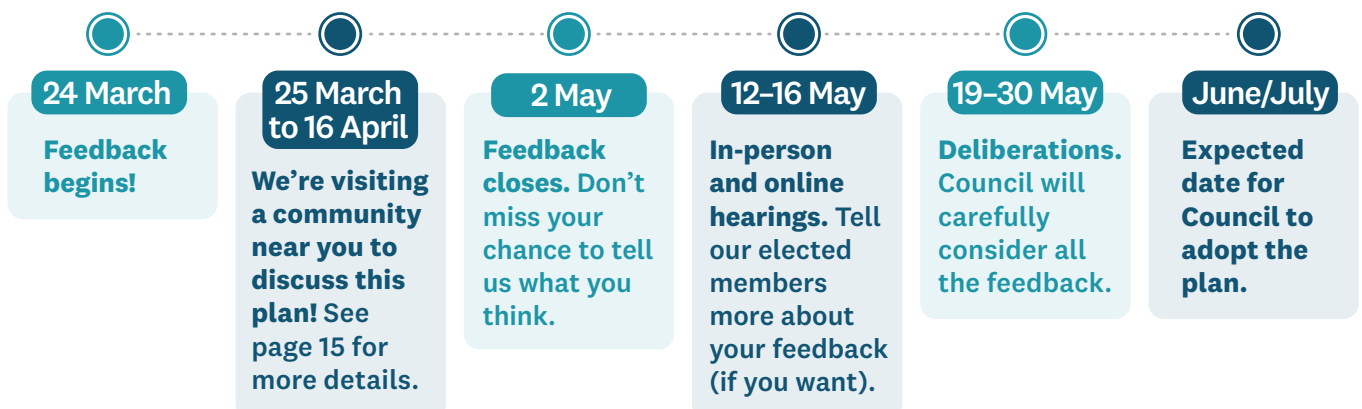 24 March
Feedback
begins!
25 March
to 16 April
We’re visiting
a community
near you to
discuss this
plan! See
page 15 for
more details.
2 May
Feedback
closes. Don’t
miss your
chance to tell
us what you
think.
12–16 May
In-person
and online
hearings. Tell
our elected
members
more about
your feedback
(if you want).
19–30 May
Deliberations.
Council will
carefully
consider all
the feedback.
June/July
Expected
date for
Council to
adopt the
plan.